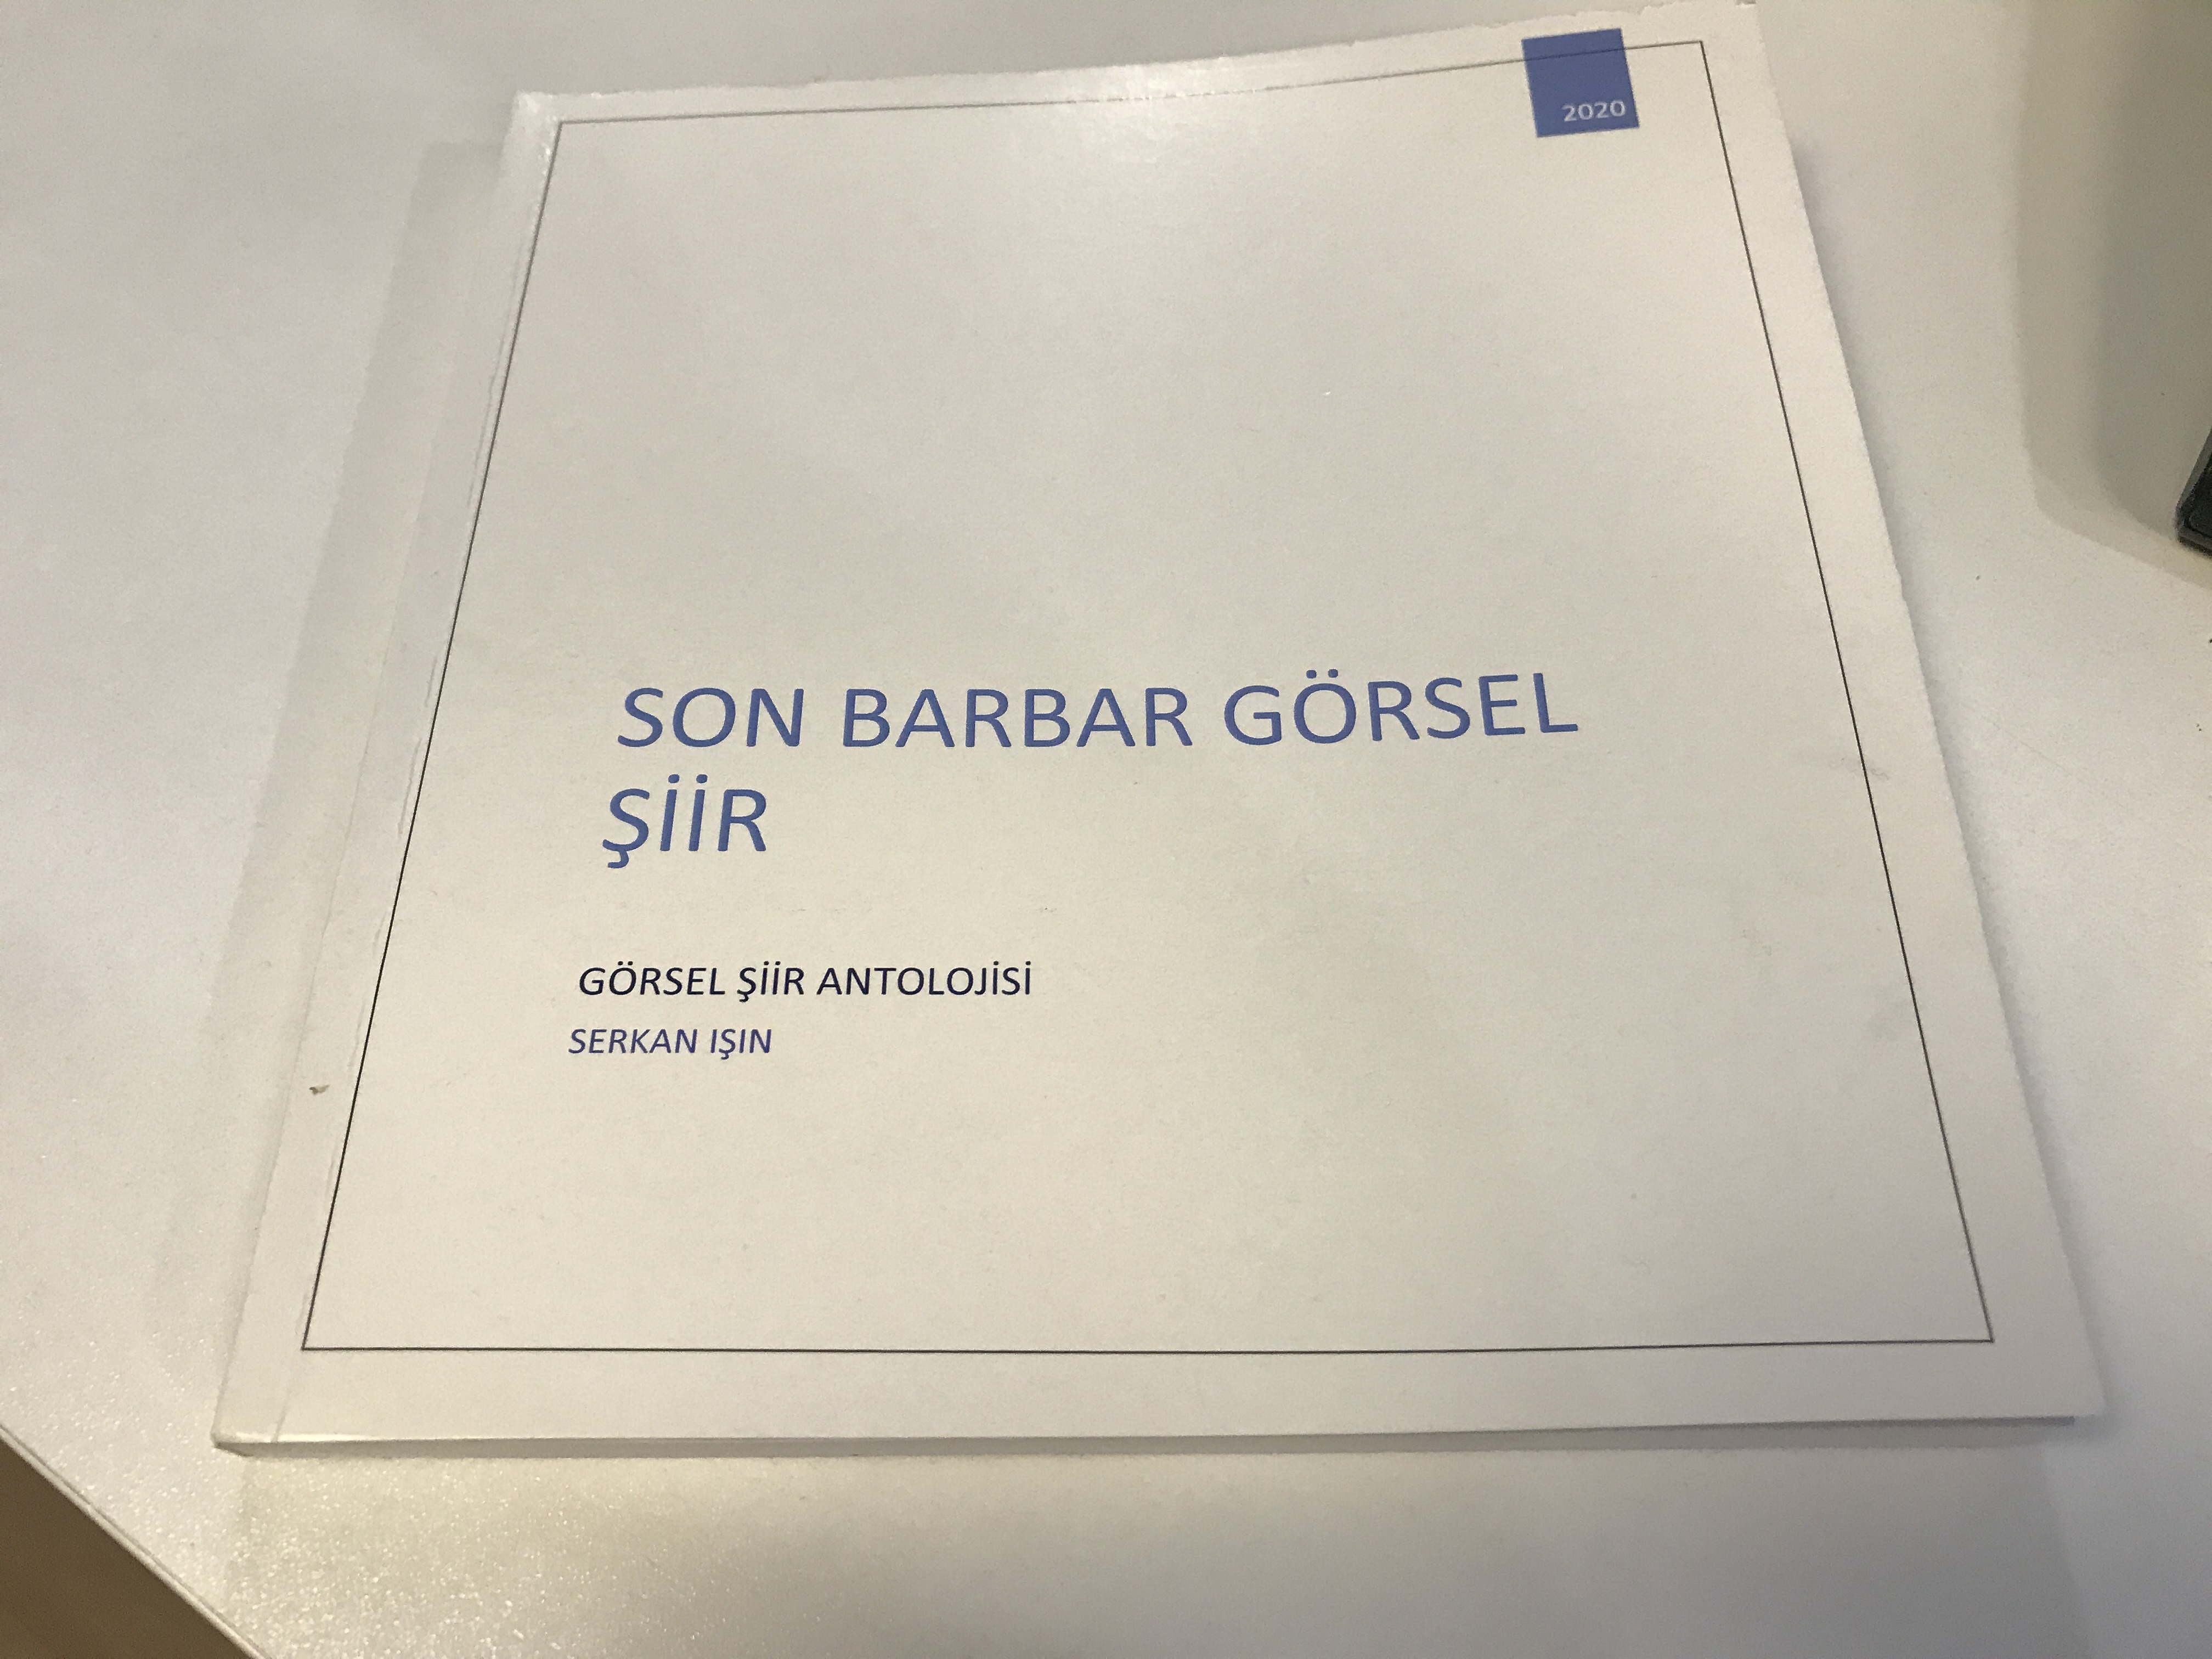 2020
SON BARBAR GÖRSEL
ŞİİR
GÖRSEL ŞİİR ANTOLOJİSİ
SERKAN IŞIN